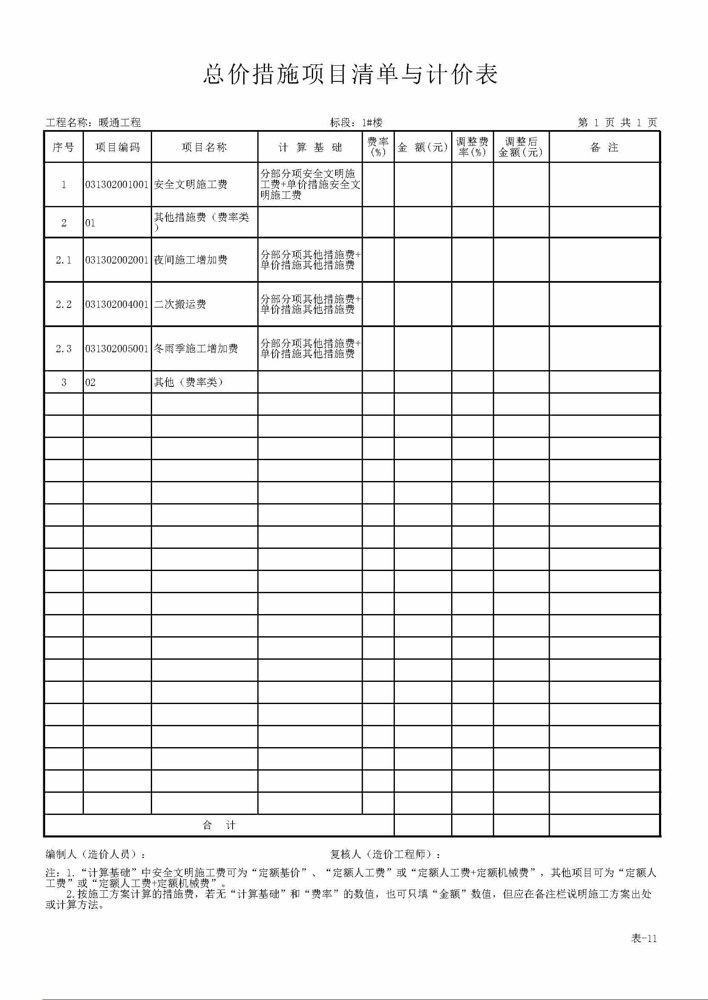 总价措施项目清单与计价表
工程名称：暖通工程 标段：1#楼 第 1 页 共 1 页
序号 项目编码 项目名称 计 算 基 础 费率(%) 金 额(元) 调整费率(%) 调整后金额(元) 备 注
1 031302001001 安全文明施工费 分部分项安全文明施工费+单价措施安全文明施工费
2 01 其他措施费（费率类）
2.1 031302002001 夜间施工增加费 分部分项其他措施费+单价措施其他措施费
2.2 031302004001 二次搬运费 分部分项其他措施费+单价措施其他措施费
2.3 031302005001 冬雨季施工增加费 分部分项其他措施费+单价措施其他措施费
3 02 其他（费率类）
合 计
编制人（造价人员）： 复核人（造价工程师）：
注：1.“计算基础”中安全文明施工费可为“定额基价”、“定额人工费”或“定额人工费+定额机械费”，其他项目可为“定额人
工费”或“定额人工费+定额机械费”。
2.按施工方案计算的措施费，若无“计算基础”和“费率”的数值，也可只填“金额”数值，但应在备注栏说明施工方案出处
或计算方法。
表-11